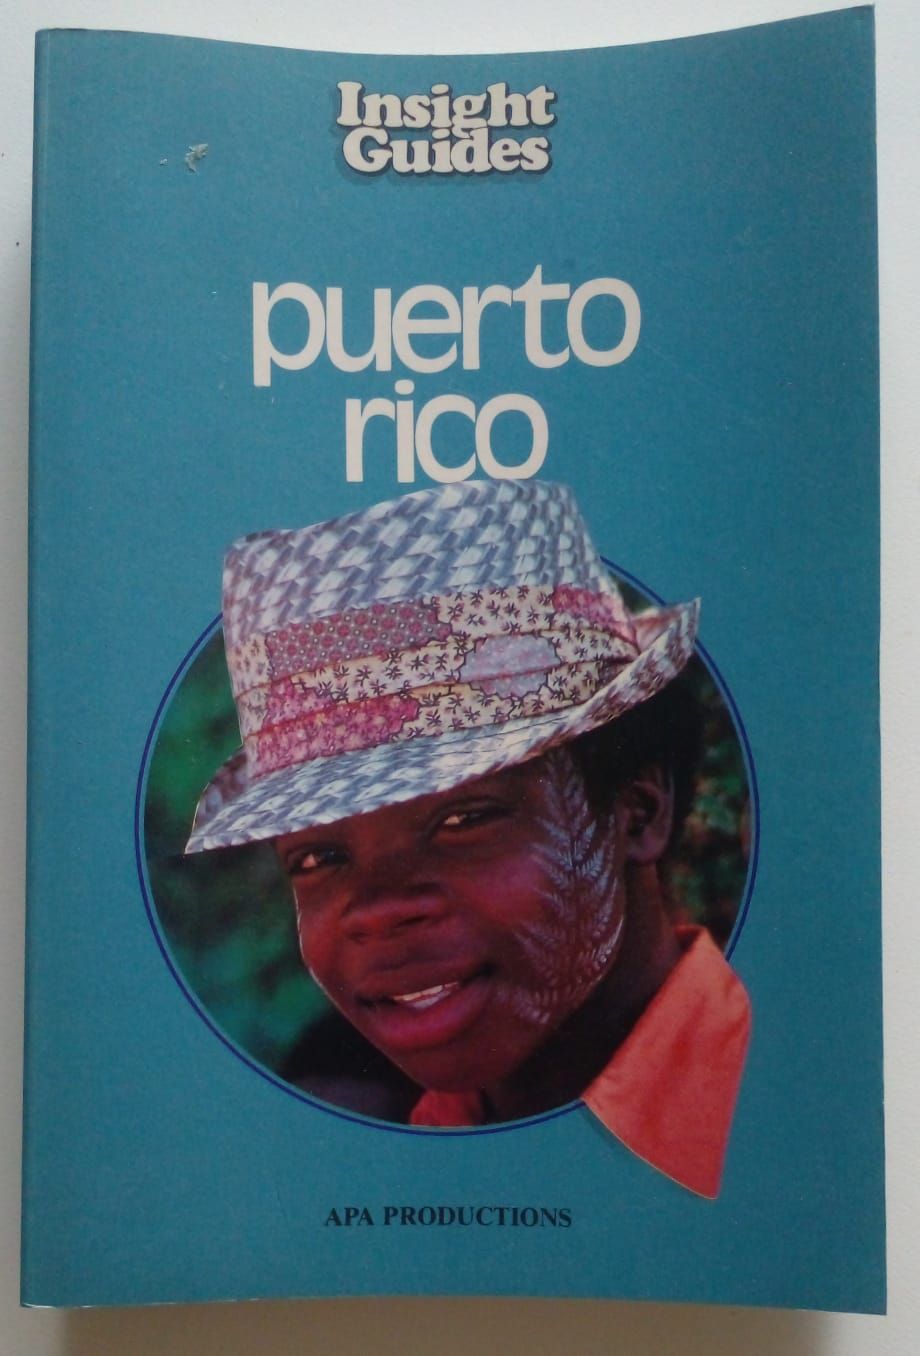 Insight
Guides
puerto
rico
APA PRODUCTIONS